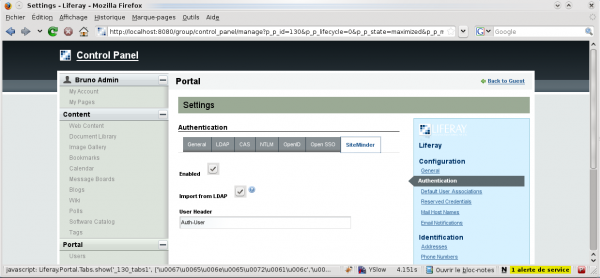 Settings - Liferay - Mozilla Firefox
Fichier Édition Affichage Historique Marque-pages Outils Aide
http://localhost:8080/group/control_panel/manage?p_p_id=130&p_p_lifecycle=0&p_p_state=maximized&p_p_m
Google
Control Panel
Bruno Admin
My Account
My Pages
Content
Web Content
Document Library
Image Gallery
Bookmarks
Calendar
Message Boards
Blogs
Wiki
Polls
Software Catalog
Tags
Portal
Users
Portal
Back to Guest
Settings
Authentication
General LDAP CAS NTLM OpenID Open SSO SiteMinder
Enabled
Import from LDAP
User Reader
Auth-User
LIFERAY
Liferay
Configuration
General
Authentication
Default User Associations
Reserved Credentials
Mail Host Names
Email Notifications
Identification
Addresses
Phone Numbers
javascript: Liferay.Portal.Tabs.show('_130_tabs1', ['\u0067\u0065\u006e\u0065\u0072\u0061\u006c','\u00...
YSlow 4.151s Ouvrir le bloc-notes 1 alerte de service